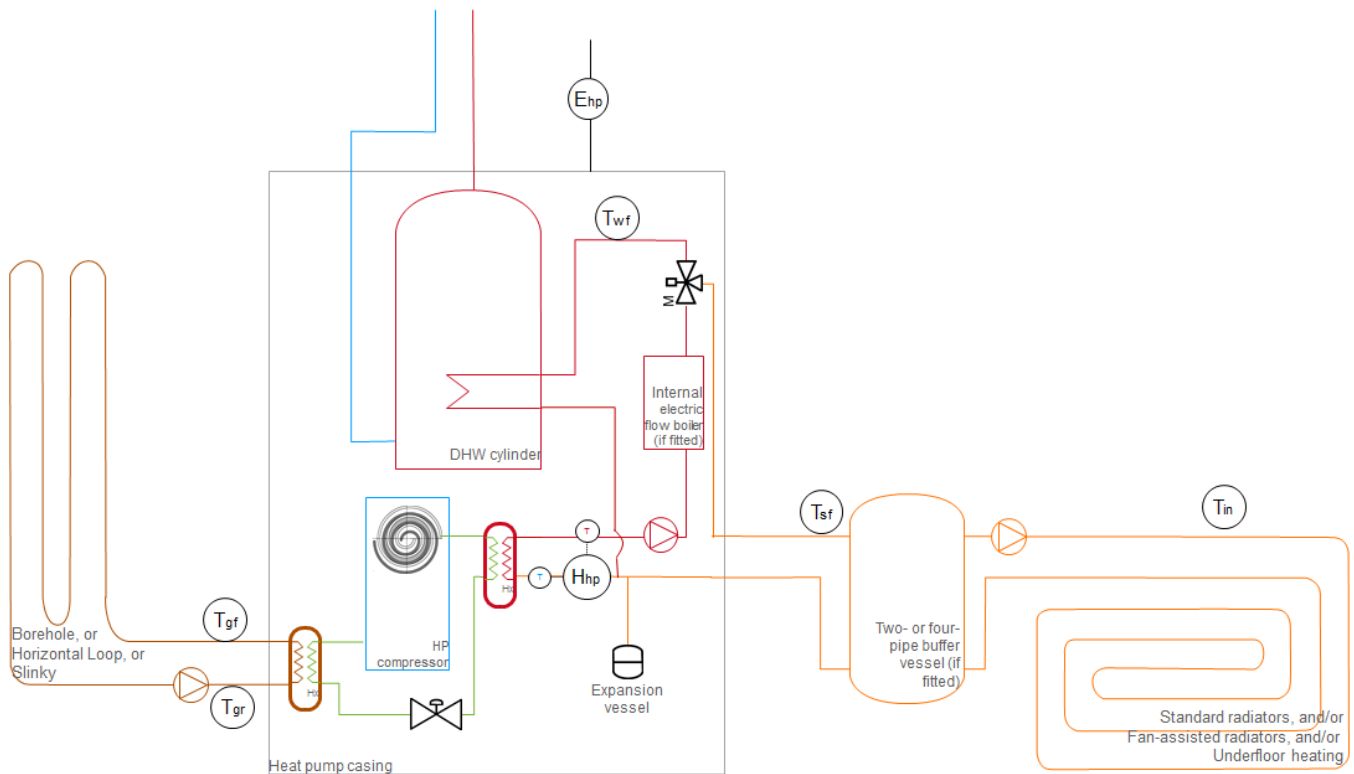 Ehp
Twf
M
Internal
electric
flow boiler
(if fitted)
DHW cylinder
Tsf
Tin
T
Hx
T
Hhp
Tgf
Borehole, or
Horizontal Loop, or
Slinky
HP
compressor
Two- or four-
pipe buffer
vessel (if
fitted)
Hx
Tgr
Expansion
vessel
Standard radiators, and/or
Fan-assisted radiators, and/or
Underfloor heating
Heat pump casing